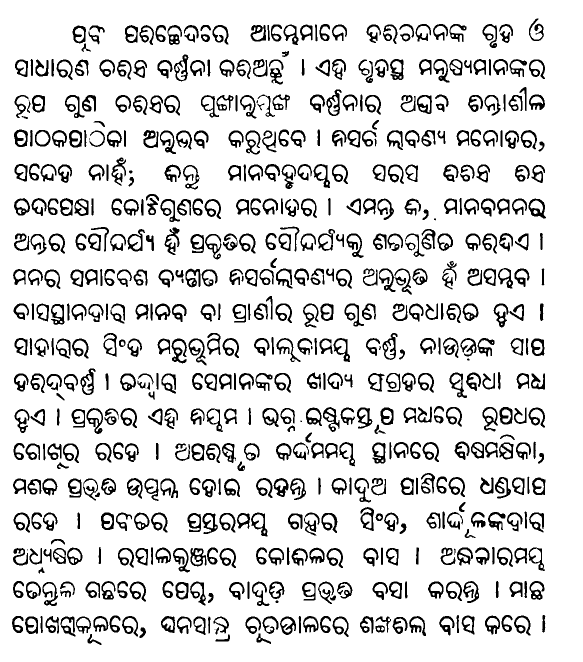 ପୂର୍ବ ପରିଚ୍ଛେଦରେ ଆମ୍ଭେମାନେ ହରିଚନ୍ଦନଙ୍କ ଗୃହ ଓ
ସାଧାରଣ ଚରିତ୍ର ବର୍ଣ୍ଣନା କରିଅଛୁଁ । ଏହି ଗୃହସ୍ଥ ମନୁଷ୍ୟମାନଙ୍କର
ରୂପ ଗୁଣ ଚରିତ୍ରର ପୁଙ୍ଖାନୁପୁଙ୍ଖ ବର୍ଣ୍ଣନାର ଅଭାବ ଚିନ୍ତାଶୀଳ
ପାଠକପାଠିକା ଅନୁଭବ କରୁଥିବେ । ନିସର୍ଗ ଲାବଣ୍ୟ ମନୋହର,
ସନ୍ଦେହ ନାହିଁ; କିନ୍ତୁ ମାନବହୃଦୟର ସରସ ବିଚିତ୍ର ଚିତ୍ର
ତଦପେକ୍ଷା କୋଟିଗୁଣରେ ମନୋହର । ଏମନ୍ତ କି, ମାନବମନର
ଅନ୍ତର ସୌନ୍ଦର୍ଯ୍ୟ ହିଁ ପ୍ରକୃତିର ସୌନ୍ଦର୍ଯ୍ୟକୁ ଶତଗୁଣିତ କରିଦିଏ ।
ମନର ସମାବେଶ ବ୍ୟତୀତ ନିସର୍ଗଲାବଣ୍ୟର ଅନୁଭୂତି ହିଁ ଅସମ୍ଭବ ।
ବାସସ୍ଥାନଦ୍ୱାରା ମାନବ ବା ପ୍ରାଣୀର ରୂପ ଗୁଣ ଅବଧାରିତ ହୁଏ ।
ସାହାରାର ସିଂହ ମରୁଭୂମିର ବାଲୁକାମୟ ବର୍ଣ୍ଣ, ନାଉଡ଼ଙ୍କ ସାପ
ହରିଦ୍‌ବର୍ଣ୍ଣ । ତଦ୍ଦ୍ୱାରା ସେମାନଙ୍କର ଖାଦ୍ୟ ସଂଗ୍ରହର ସୁବିଧା ମଧ୍ୟ
ହୁଏ । ପ୍ରକୃତିର ଏହି ନିୟମ । ଭଗ୍ନ ଇଷ୍ଟକସ୍ତୂପ ମଧ୍ୟରେ ରୂପଧର
ଗୋଖୁର ରହେ । ଅପରିଷ୍କୃତ କର୍ଦ୍ଦମମୟ ସ୍ଥାନରେ ବିଷମକ୍ଷିକା,
ମଶକ ପ୍ରଭୃତି ଉତ୍ପନ୍ନ ହୋଇ ରହନ୍ତି । କାଦୁଅ ପାଣିରେ ଧଣ୍ଡସାପ
ରହେ । ପର୍ବତର ପ୍ରସ୍ତରମୟ ଗହ୍ୱର ସିଂହ, ଶାର୍ଦ୍ଦୂଳଙ୍କଦ୍ୱାରା
ଅଧ୍ୟୁଷିତ । ରସାଳକୁଞ୍ଜରେ କୋକିଳର ବାସ । ଅନ୍ଧକାରମୟ
ତେନ୍ତୁଳି ଗଛରେ ପେଚା, ବାଦୁଡ଼ି ପ୍ରଭୃତି ବସା କରନ୍ତି । ମାଛ
ପୋଖରୀକୂଳରେ, ଘନସାନ୍ଦ୍ର ଚୂତଡାଳରେ ଶଙ୍ଖଚିଲ ବାସ କରେ ।